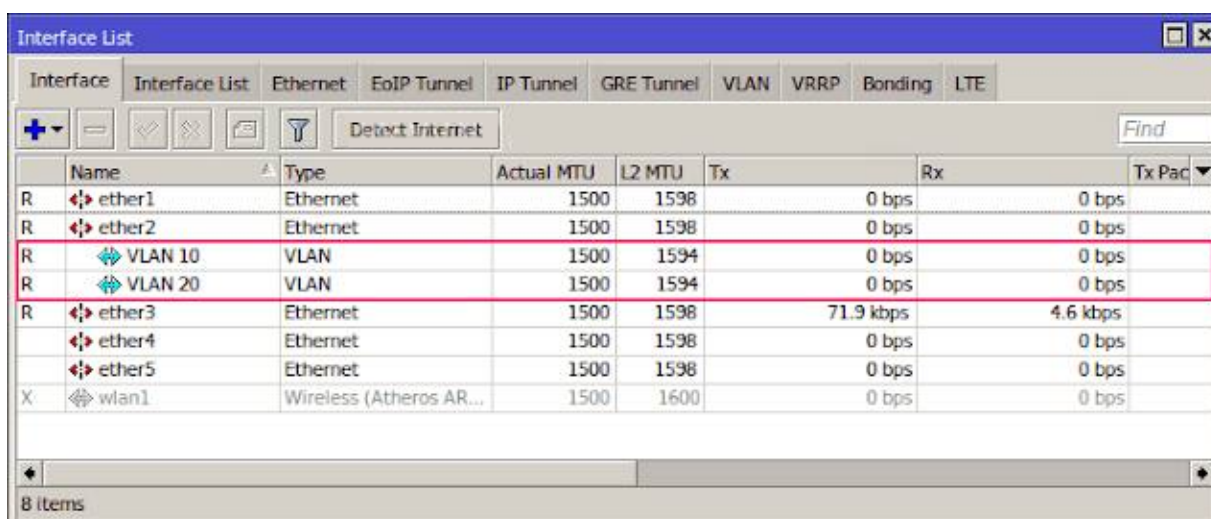 Interface List
Interface Interface List Ethernet EoIP Tunnel IP Tunnel GRE Tunnel VLAN VRRP Bonding LTE
Detect Internet Find
Name Type Actual MTU L2 MTU Tx Rx Tx Pac
R ether1 Ethernet 1500 1598 0 bps 0 bps
R ether2 Ethernet 1500 1598 0 bps 0 bps
R VLAN 10 VLAN 1500 1594 0 bps 0 bps
R VLAN 20 VLAN 1500 1594 0 bps 0 bps
R ether3 Ethernet 1500 1598 71.9 kbps 4.6 kbps
ether4 Ethernet 1500 1598 0 bps 0 bps
ether5 Ethernet 1500 1598 0 bps 0 bps
X wlan1 Wireless (Atheros AR... 1500 1600 0 bps 0 bps
8 items